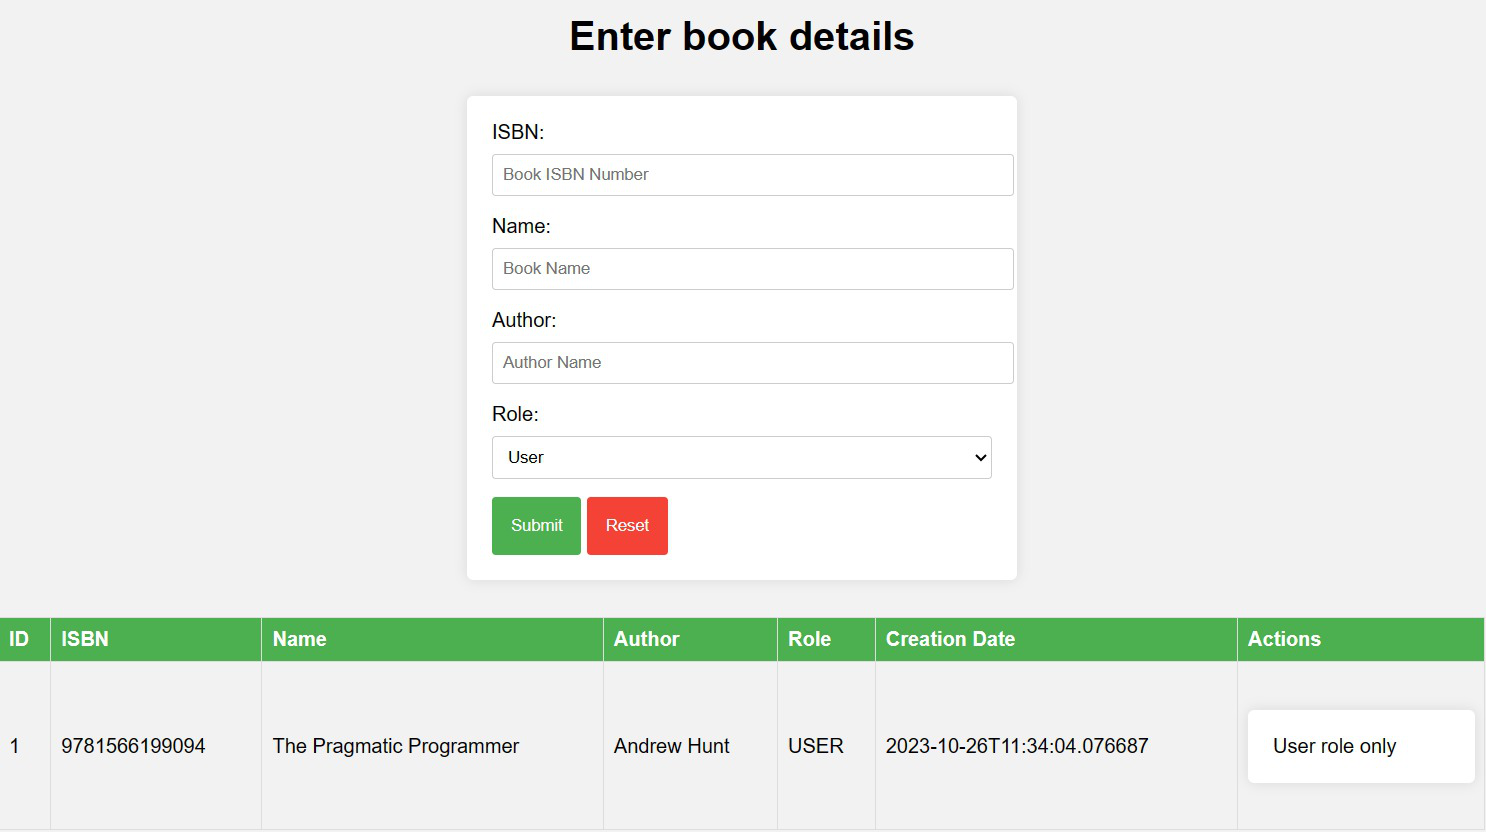 Enter book details
ISBN:
Book ISBN Number
Name:
Book Name
Author:
Author Name
Role:
User
Submit Reset
ID ISBN Name Author Role Creation Date Actions
1 9781566199094 The Pragmatic Programmer Andrew Hunt USER 2023-10-26T11:34:04.076687 User role only